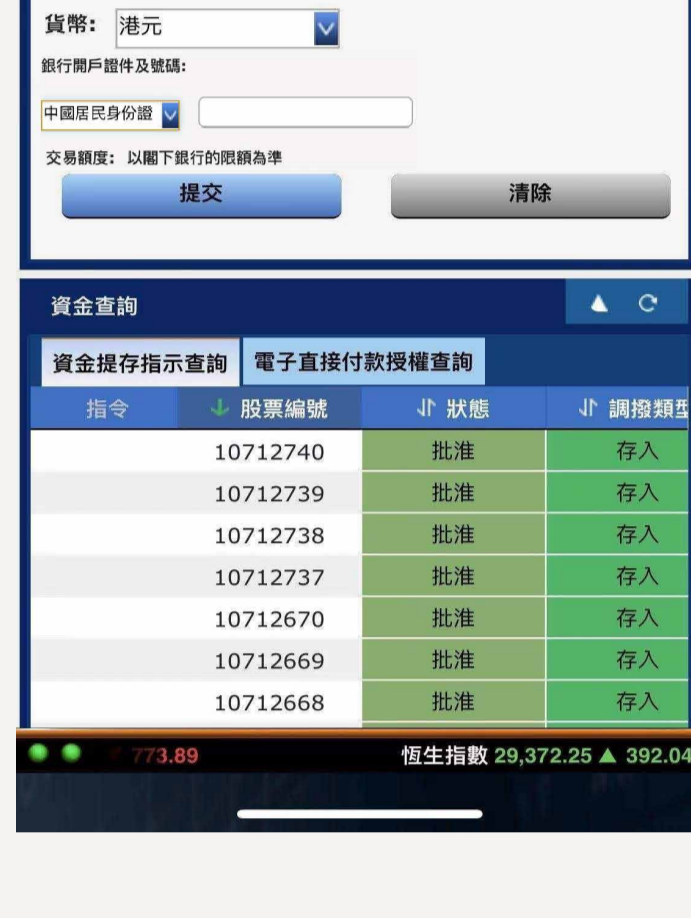 貨幣: 港元
銀行開戶證件及號碼:
中國居民身份證
交易額度: 以閣下銀行的限額為準
提交 清除
資金查詢
資金提存指示查詢 電子直接付款授權查詢
指令 股票編號 狀態 調撥類型
10712740 批准 存入
10712739 批准 存入
10712738 批准 存入
10712737 批准 存入
10712670 批准 存入
10712669 批准 存入
10712668 批准 存入
773.89 恆生指數 29,372.25 ▲ 392.04